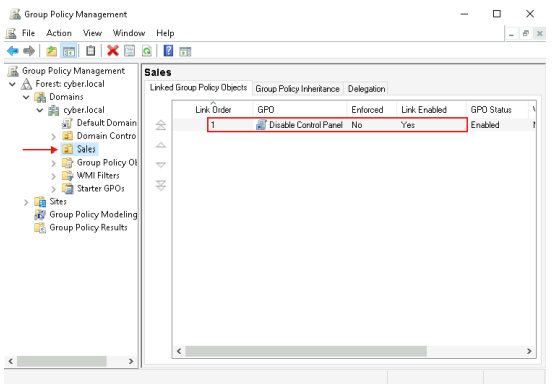 Group Policy Management
File Action View Window Help
Group Policy Management
Forest: cyber.local
Domains
cyber.local
Default Domain
Domain Contro
Sales
Group Policy Ob
WMI Filters
Starter GPOs
Sites
Group Policy Modeling
Group Policy Results
Sales
Linked Group Policy Objects Group Policy Inheritance Delegation
Link Order GPO Enforced Link Enabled GPO Status
1 Disable Control Panel No Yes Enabled